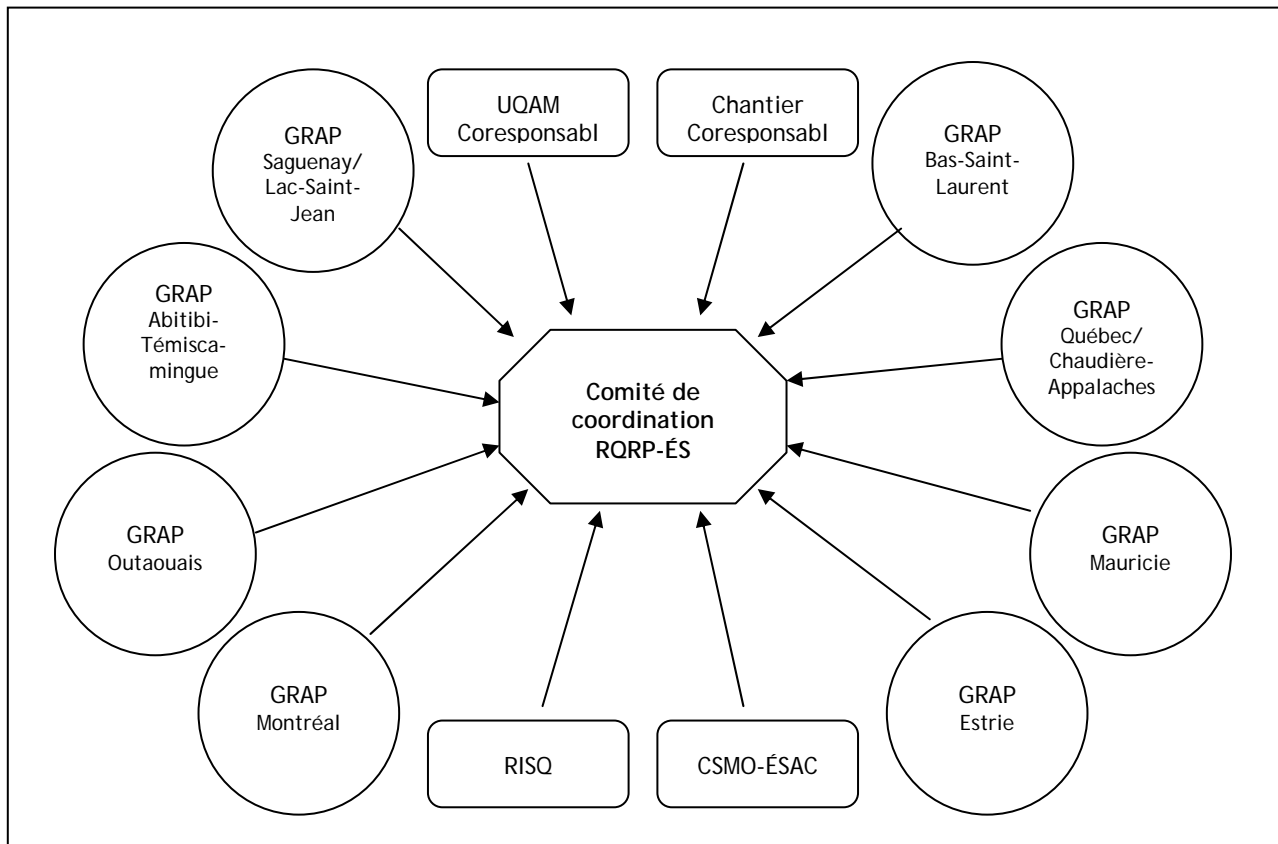 UQAM
Coresponsabl
Chantier
Coresponsabl
GRAP
Saguenay/
Lac-Saint-
Jean
GRAP
Bas-Saint-
Laurent
GRAP
Abitibi-
Témisca-
mingue
GRAP
Québec/
Chaudière-
Appalaches
Comité de
coordination
RQRP-ÉS
GRAP
Outaouais
GRAP
Mauricie
GRAP
Montréal
GRAP
Estrie
RISQ
CSMO-ÉSAC